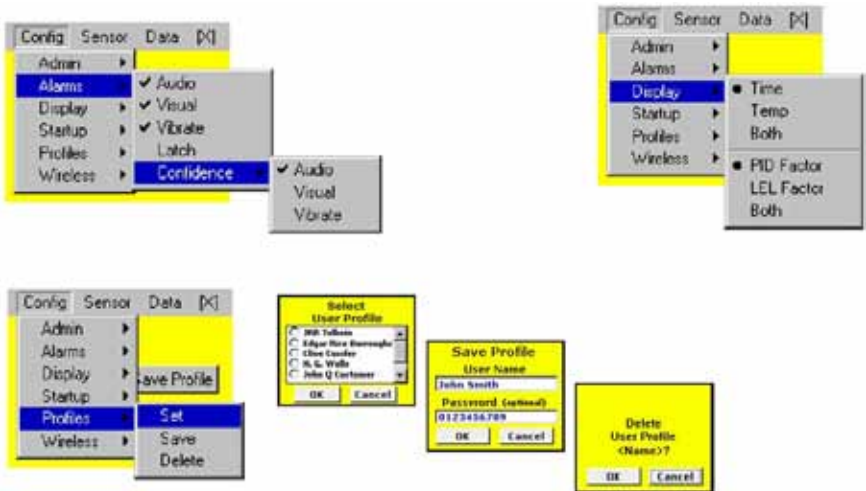 Config Sensor Data [X]
Admin
Alarms
Display
Startup
Profiles
Wireless
Audio
Visual
Vibrate
Latch
Confidence
Audio
Visual
Vibrate
Config Sensor Data [X]
Admin
Alarms
Display
Startup
Profiles
Wireless
Time
Temp
Both
PID Factor
LEL Factor
Both
Config Sensor Data [X]
Admin
Alarms
Display
Startup
Profiles
Wireless
ave Profile
Set
Save
Delete
Select
User Profile
JRR Tolkein
Edgar Rice Burroughs
Clive Cussler
H. G. Wells
John Q Customer
OK Cancel
Save Profile
User Name
John Smith
Password (optional)
0123456789
OK Cancel
Delete
User Profile
<Name>?
OK Cancel